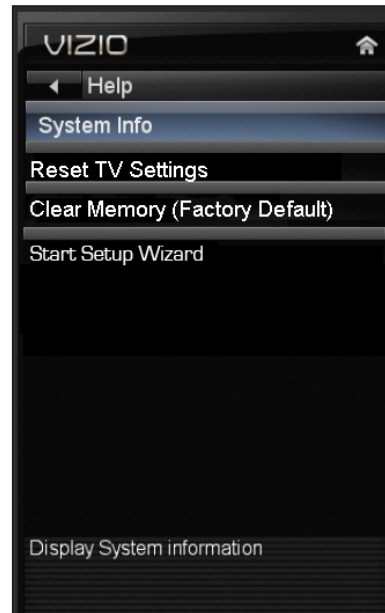 VIZIO
Help
System Info
Reset TV Settings
Clear Memory (Factory Default)
Start Setup Wizard
Display System information